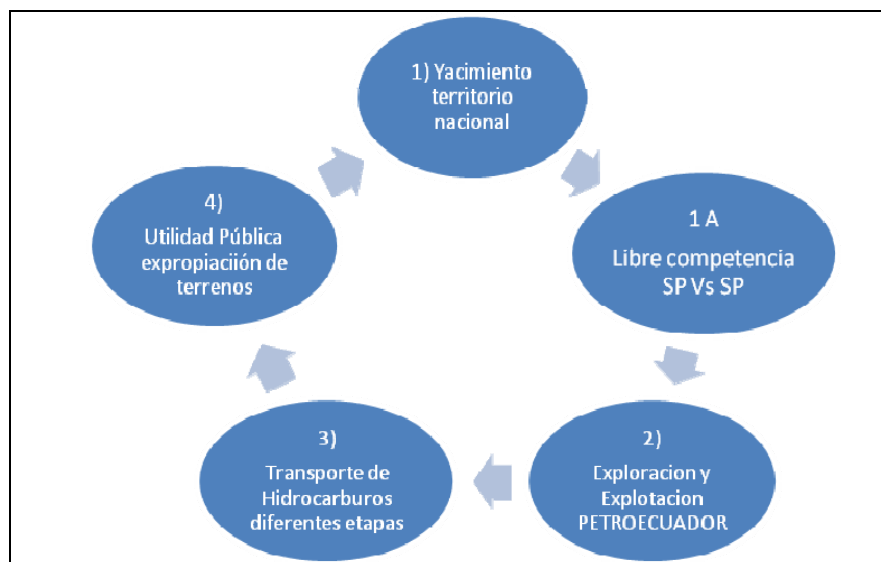 1) Yacimiento
territorio
nacional
1 A
Libre competencia
SP Vs SP
2)
Exploracion y
Explotacion
PETROECUADOR
3)
Transporte de
Hidrocarburos
diferentes etapas
4)
Utilidad Pública
expropiaciión de
terrenos